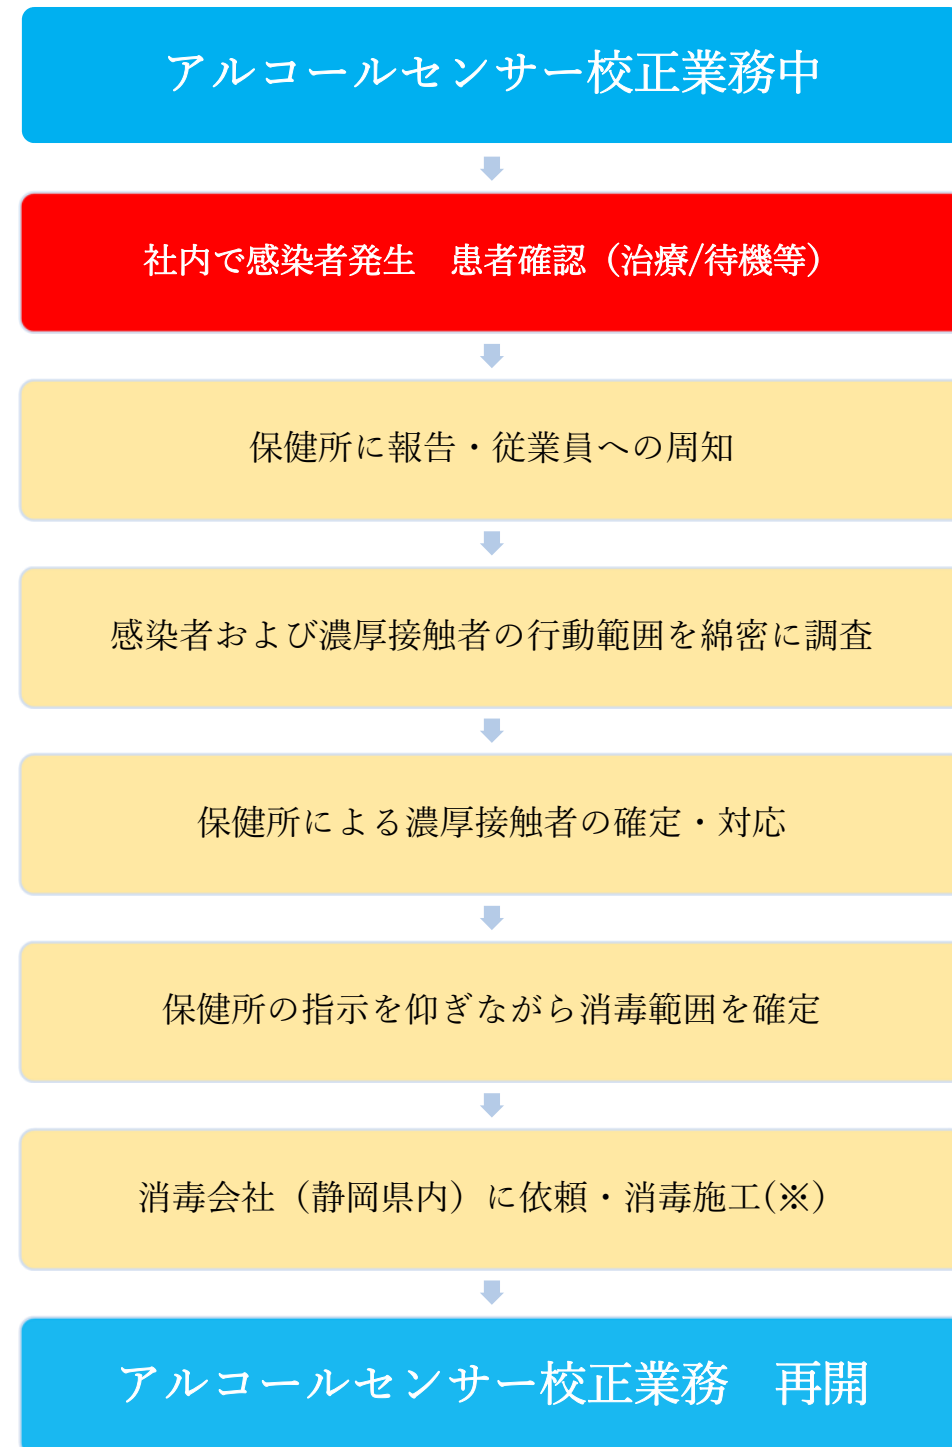 アルコールセンサー校正業務中
社内で感染者発生　患者確認（治療/待機等）
保健所に報告・従業員への周知
感染者および濃厚接触者の行動範囲を綿密に調査
保健所による濃厚接触者の確定・対応
保健所の指示を仰ぎながら消毒範囲を確定
消毒会社（静岡県内）に依頼・消毒施工(※)
アルコールセンサー校正業務　再開